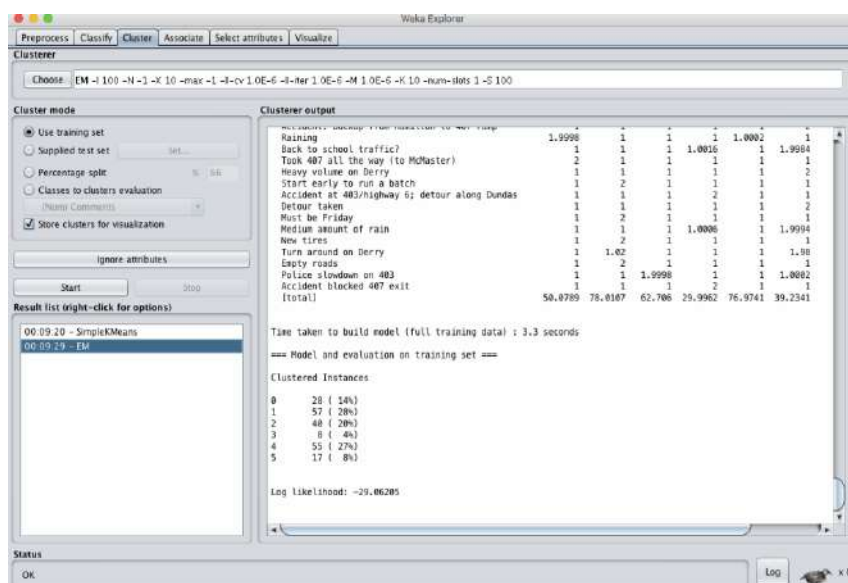 Weka Explorer
Preprocess Classify Cluster Associate Select attributes Visualize
Clusterer
Choose EM -I 100 -N -1 -X 10 -max -1 -ll-cv 1.0E-6 -ll-iter 1.0E-6 -M 1.0E-6 -K 10 -num-slots 1 -S 100
Cluster mode
Use training set
Supplied test set Set...
Percentage split % 66
Classes to clusters evaluation
(Nom) Comments
Store clusters for visualization
Ignore attributes
Start Stop
Result list (right-click for options)
00:09:20 - SimpleKMeans
00:09:29 - EM
Clusterer output
Raining 1.9998 1 1 1 1.0002 1
Back to school traffic? 1 1 1 1.0016 1 1.9984
Took 407 all the way (to McMaster) 2 1 1 1 1 1
Heavy volume on Derry 1 1 1 1 1 2
Start early to run a batch 1 2 1 1 1 1
Accident at 403/highway 6; detour along Dundas 1 1 1 2 1 1
Detour taken 1 1 1 1 1 2
Must be Friday 1 2 1 1 1 1
Medium amount of rain 1 1 1 1.0006 1 1.9994
New tires 1 2 1 1 1 1
Turn around on Derry 1 1.02 1 1 1 1.98
Empty roads 1 2 1 1 1 1
Police slowdown on 403 1 1 1.9998 1 1 1.0002
Accident blocked 407 exit 1 1 1 2 1 1
[total] 50.0789 78.0107 62.706 29.9962 76.9741 39.2341
Time taken to build model (full training data) : 3.3 seconds
=== Model and evaluation on training set ===
Clustered Instances
0 28 ( 14%)
1 57 ( 28%)
2 40 ( 20%)
3 8 ( 4%)
4 55 ( 27%)
5 17 ( 8%)
Log likelihood: -29.06205
Status
OK
Log